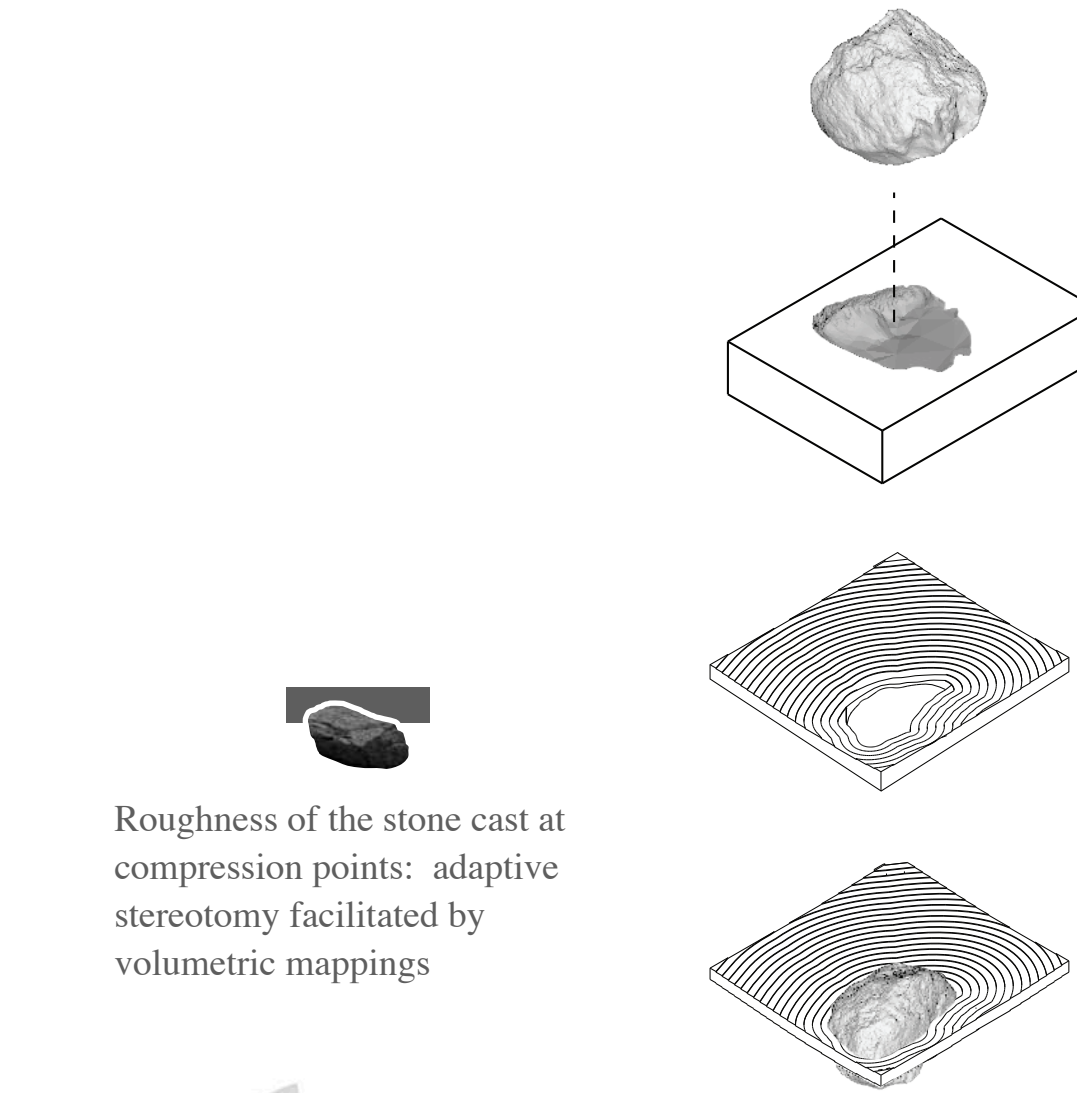 Roughness of the stone cast at
compression points:  adaptive
stereotomy facilitated by
volumetric mappings